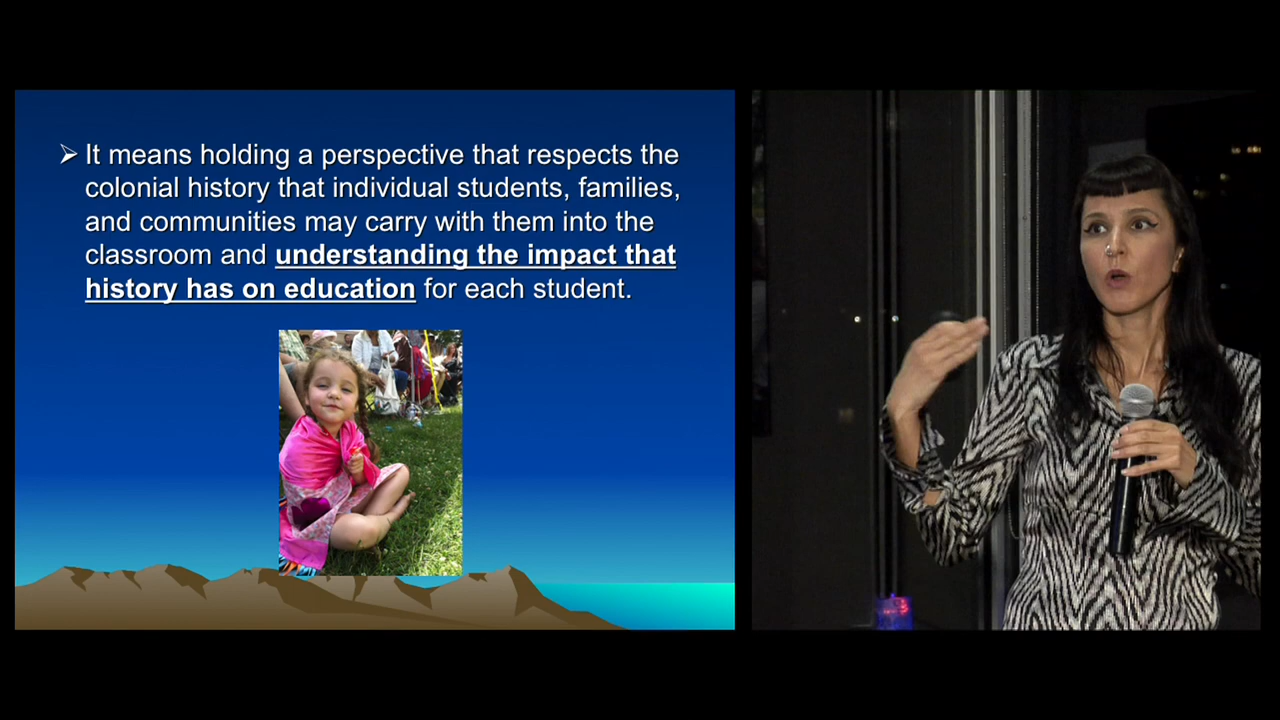 It means holding a perspective that respects the
colonial history that individual students, families,
and communities may carry with them into the
classroom and understanding the impact that
history has on education for each student.